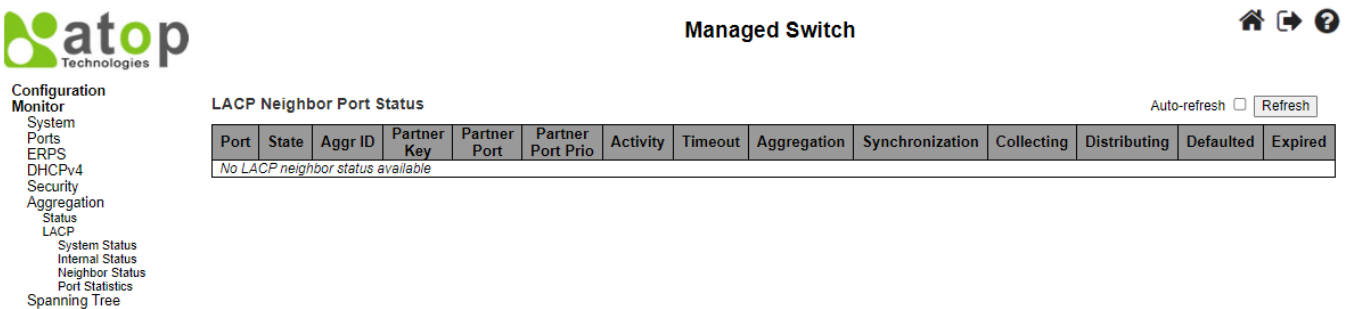 atop
Technologies
Managed Switch
Configuration
Monitor
System
Ports
ERPS
DHCPv4
Security
Aggregation
Status
LACP
System Status
Internal Status
Neighbor Status
Port Statistics
Spanning Tree
LACP Neighbor Port Status
Auto-refresh Refresh
Port State Aggr ID Partner Key Partner Port Partner Port Prio Activity Timeout Aggregation Synchronization Collecting Distributing Defaulted Expired
No LACP neighbor status available